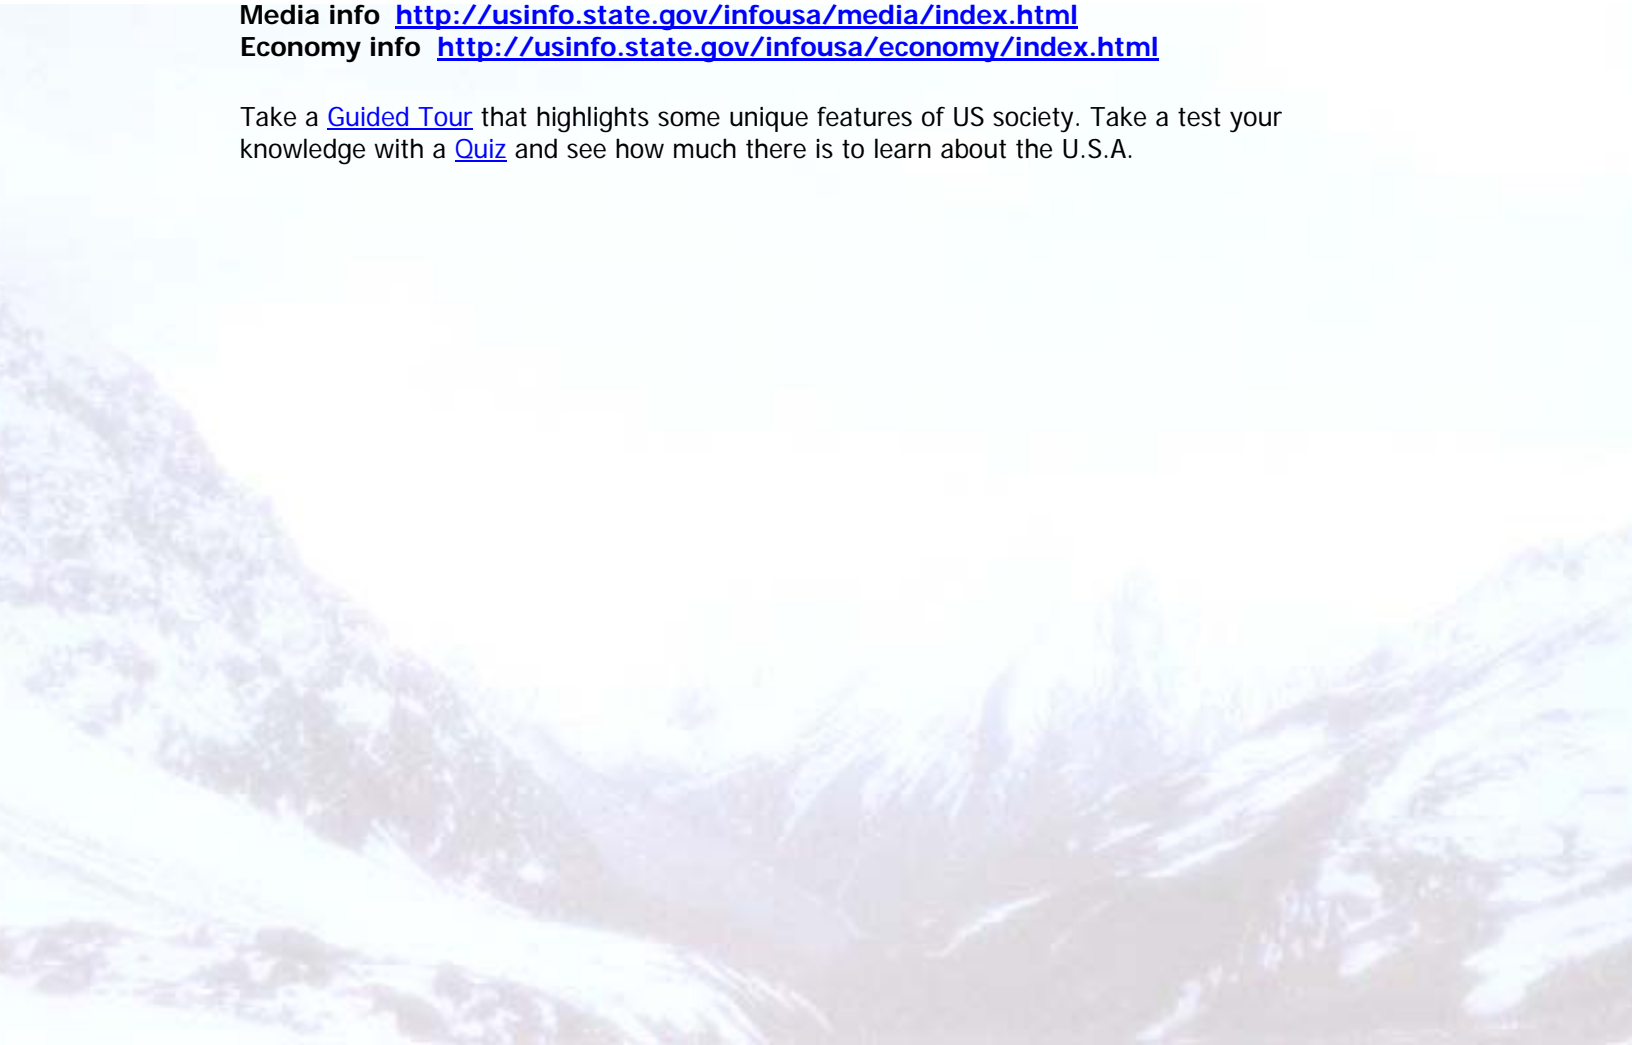 Media info http://usinfo.state.gov/infousa/media/index.html
Economy info http://usinfo.state.gov/infousa/economy/index.html
Take a Guided Tour that highlights some unique features of US society. Take a test your
knowledge with a Quiz and see how much there is to learn about the U.S.A.